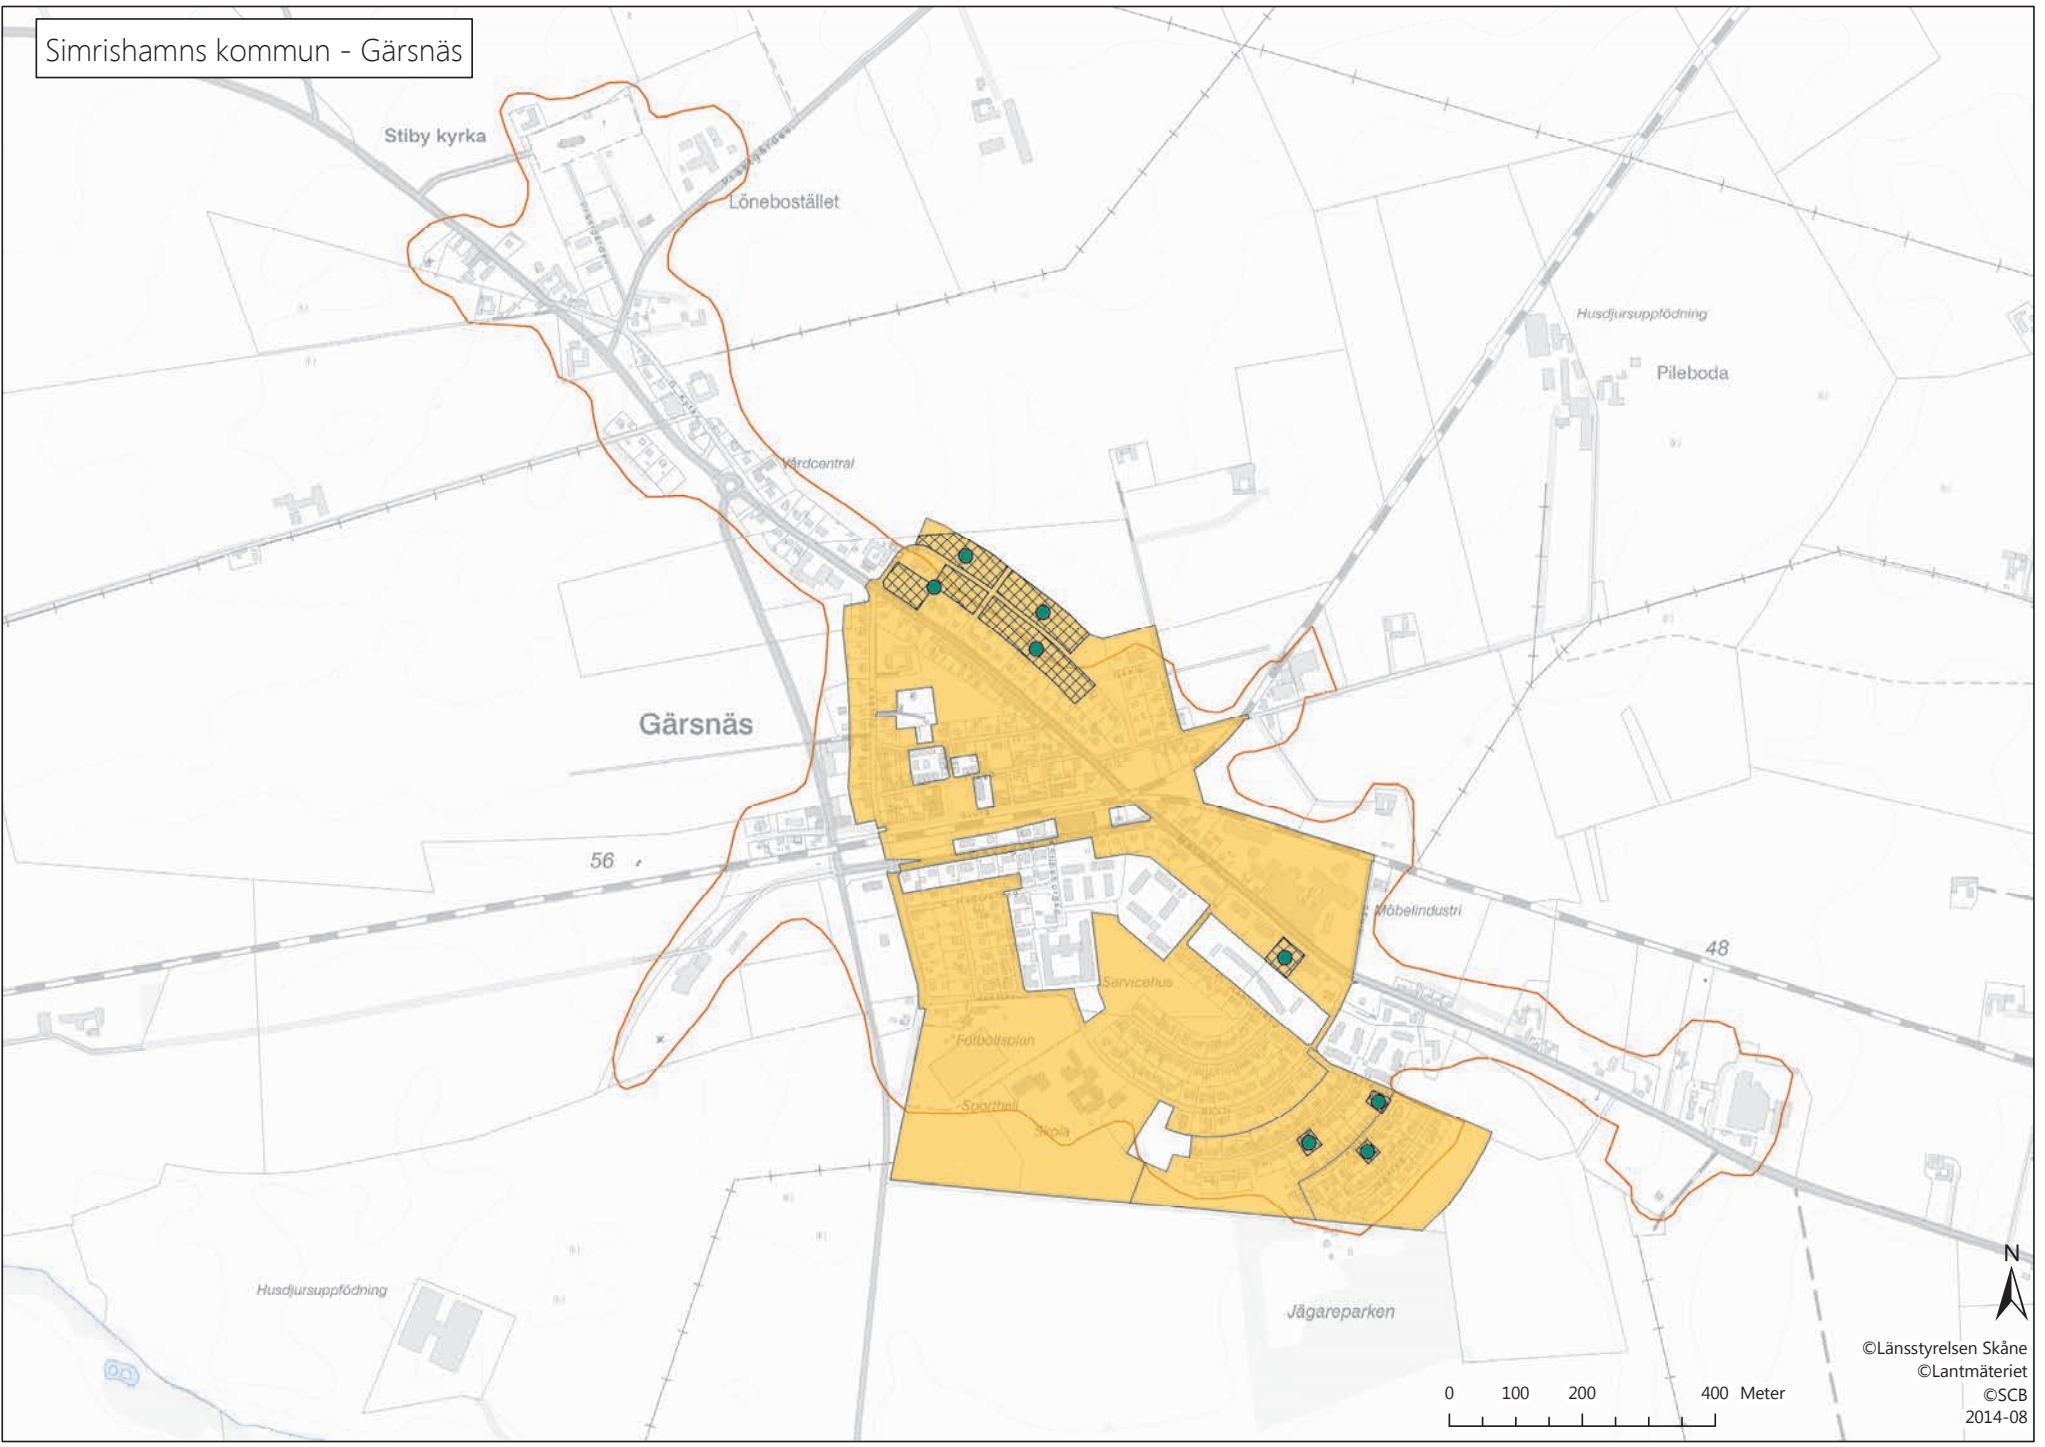 Simrishamns kommun - Gärsnäs
Stiby kyrka
Lönebostället
Husdjursuppfödning
Pileboda
Vårdcentral
Gärsnäs
56
Möbelindustri
48
Servicehus
Fotbollsplan
Sporthall
Skola
Husdjursuppfödning
Jägareparken
N
©Länsstyrelsen Skåne
©Lantmäteriet
©SCB
2014-08
0 100 200 400 Meter